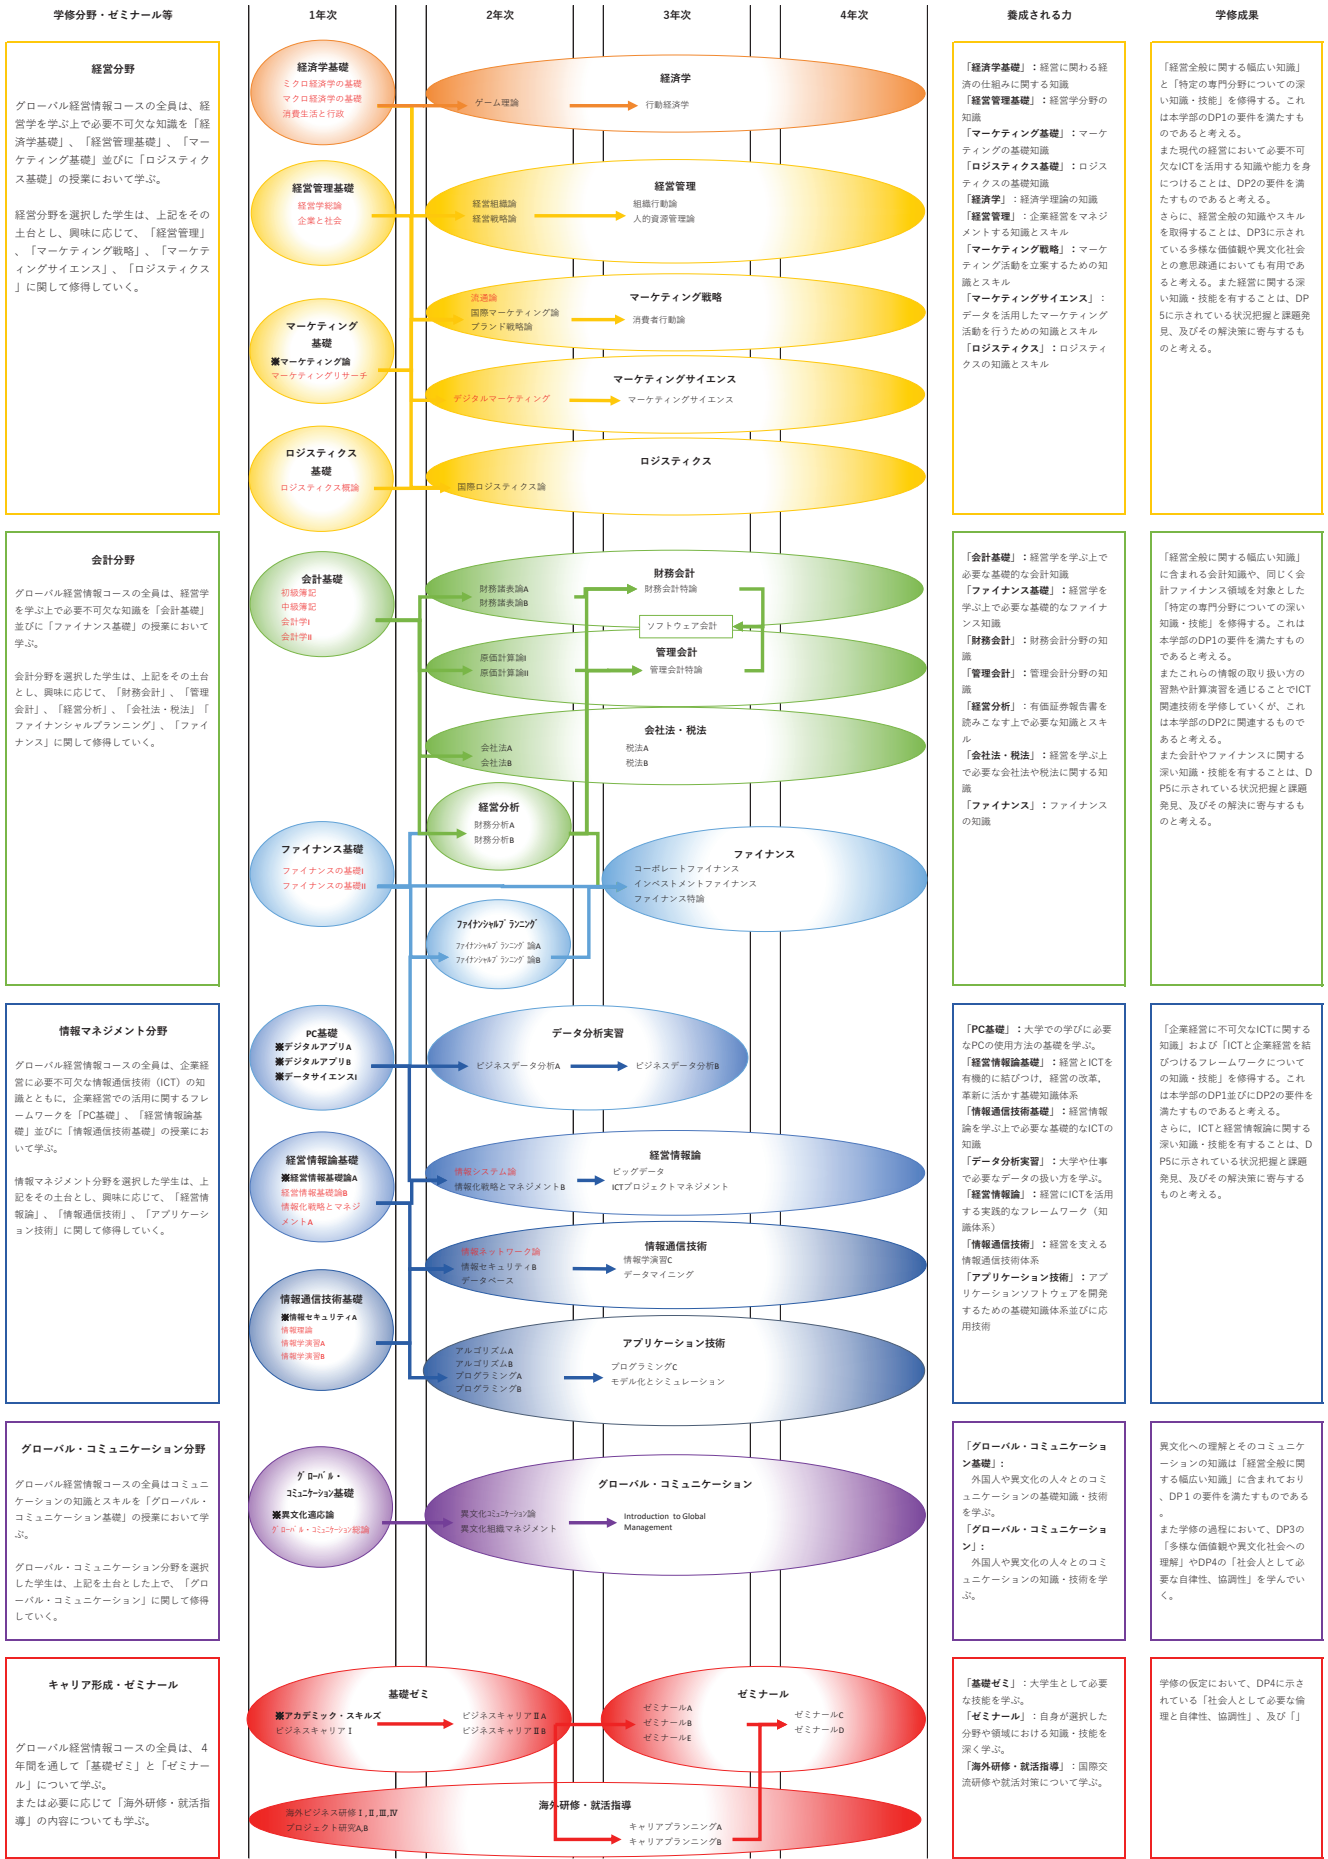 学修分野・ゼミナール等
1年次
2年次
3年次
4年次
養成される力
学修成果
経営分野
グローバル経営情報コースの全員は、経
営学を学ぶ上で必要不可欠な知識を「経
済学基礎」、「経営管理基礎」、「マー
ケティング基礎」並びに「ロジスティク
ス基礎」の授業において学ぶ。
経営分野を選択した学生は、上記をその
土台とし、興味に応じて、「経営管理」
、「マーケティング戦略」、「マーケテ
ィングサイエンス」、「ロジスティクス
」に関して修得していく。
経済学基礎
ミクロ経済学の基礎
マクロ経済学の基礎
消費生活と行政
経済学
ゲーム理論
行動経済学
経営管理基礎
経営学総論
企業と社会
経営管理
経営組織論
経営戦略論
組織行動論
人的資源管理論
マーケティング
基礎
※マーケティング論
マーケティングリサーチ
マーケティング戦略
流通論
国際マーケティング論
ブランド戦略論
消費者行動論
マーケティングサイエンス
デジタルマーケティング
マーケティングサイエンス
ロジスティクス
基礎
ロジスティクス概論
ロジスティクス
国際ロジスティクス論
「経済学基礎」：経営に関わる経
済の仕組みに関する知識
「経営管理基礎」：経営学分野の
知識
「マーケティング基礎」：マーケ
ティングの基礎知識
「ロジスティクス基礎」：ロジス
ティクスの基礎知識
「経済学」：経済学理論の知識
「経営管理」：企業経営をマネジ
メントする知識とスキル
「マーケティング戦略」：マーケ
ティング活動を立案するための知
識とスキル
「マーケティングサイエンス」：
データを活用したマーケティング
活動を行うための知識とスキル
「ロジスティクス」：ロジスティ
クスの知識とスキル
「経営全般に関する幅広い知識」
と「特定の専門分野についての深
い知識・技能」を修得する。これ
は本学部のDP1の要件を満たすも
のであると考える。
また現代の経営において必要不可
欠なICTを活用する知識や能力を身
につけることは、DP2の要件を満
たすものであると考える。
さらに、経営全般の知識やスキル
を取得することは、DP3に示され
ている多様な価値観や異文化社会
との意思疎通においても有用であ
ると考える。また経営に関する深
い知識・技能を有することは、DP
5に示されている状況把握と課題発
見、及びその解決策に寄与するも
のと考える。
会計分野
グローバル経営情報コースの全員は、経営学
を学ぶ上で必要不可欠な知識を「会計基礎」
並びに「ファイナンス基礎」の授業において
学ぶ。
会計分野を選択した学生は、上記をその土台
とし、興味に応じて、「財務会計」、「管理
会計」、「経営分析」、「会社法・税法」「
ファイナンシャルプランニング」、「ファイ
ナンス」に関して修得していく。
会計基礎
初級簿記
中級簿記
会計学I
会計学II
財務会計
財務諸表論A
財務諸表論B
財務会計特論
ソフトウェア会計
管理会計
原価計算論I
原価計算論II
管理会計特論
会社法・税法
会社法A
会社法B
税法A
税法B
経営分析
財務分析A
財務分析B
ファイナンス基礎
ファイナンスの基礎I
ファイナンスの基礎II
ファイナンス
コーポレートファイナンス
インベストメントファイナンス
ファイナンス特論
ﾌｧｲﾅﾝｼｬﾙﾌﾟﾗﾝﾆﾝｸﾞ
ﾌｧｲﾅﾝｼｬﾙﾌﾟﾗﾝﾆﾝｸﾞ論A
ﾌｧｲﾅﾝｼｬﾙﾌﾟﾗﾝﾆﾝｸﾞ論B
「会計基礎」：経営学を学ぶ上で
必要な基礎的な会計知識
「ファイナンス基礎」：経営学を
学ぶ上で必要な基礎的なファイナ
ンス知識
「財務会計」：財務会計分野の知
識
「管理会計」：管理会計分野の知
識
「経営分析」：有価証券報告書を
読みこなす上で必要な知識とスキ
ル
「会社法・税法」：経営を学ぶ上
で必要な会社法や税法に関する知
識
「ファイナンス」：ファイナンス
の知識
「経営全般に関する幅広い知識」
に含まれる会計知識や、同じく会
計ファイナンス領域を対象とした
「特定の専門分野についての深い
知識・技能」を修得する。これは
本学部のDP1の要件を満たすもの
であると考える。
またこれらの情報の取り扱い方の
習熟や計算演習を通じることでICT
関連技術を学修していくが、これ
は本学部のDP2に関連するもので
あると考える。
また会計やファイナンスに関する
深い知識・技能を有することは、D
P5に示されている状況把握と課題
発見、及びその解決に寄与するも
のと考える。
情報マネジメント分野
グローバル経営情報コースの全員は、企業経
営に必要不可欠な情報通信技術（ICT）の知
識とともに，企業経営での活用に関するフレ
ームワークを「PC基礎」、「経営情報論基
礎」並びに「情報通信技術基礎」の授業にお
いて学ぶ。
情報マネジメント分野を選択した学生は、上
記をその土台とし、興味に応じて、「経営情
報論」、「情報通信技術」、「アプリケーシ
ョン技術」に関して修得していく。
PC基礎
※デジタルアプリA
※デジタルアプリB
※データサイエンスI
データ分析実習
ビジネスデータ分析A
ビジネスデータ分析B
経営情報論基礎
※経営情報基礎論A
経営情報基礎論B
情報化戦略とマネジ
メントA
経営情報論
情報システム論
情報化戦略とマネジメントB
ビッグデータ
ICTプロジェクトマネジメント
情報通信技術
情報ネットワーク論
情報セキュリティB
データベース
情報学演習C
データマイニング
情報通信技術基礎
※情報セキュリティA
情報理論
情報学演習A
情報学演習B
アプリケーション技術
アルゴリズムA
アルゴリズムB
プログラミングA
プログラミングB
プログラミングC
モデル化とシミュレーション
「PC基礎」：大学での学びに必要
なPCの使用方法の基礎を学ぶ。
「経営情報論基礎」：経営とICTを
有機的に結びつけ，経営の改革，
革新に活かす基礎知識体系
「情報通信技術基礎」：経営情報
論を学ぶ上で必要な基礎的なICTの
知識
「データ分析実習」：大学や仕事
で必要なデータの扱い方を学ぶ。
「経営情報論」：経営にICTを活用
する実践的なフレームワーク（知
識体系）
「情報通信技術」：経営を支える
情報通信技術体系
「アプリケーション技術」：アプ
リケーションソフトウェアを開発
するための基礎知識体系並びに応
用技術
「企業経営に不可欠なICTに関する
知識」および「ICTと企業経営を結
びつけるフレームワークについて
の知識・技能」を修得する。これ
は本学部のDP1並びにDP2の要件を
満たすものであると考える。
さらに、ICTと経営情報論に関する
深い知識・技能を有することは、D
P5に示されている状況把握と課題
発見、及びその解決策に寄与する
ものと考える。
グローバル・コミュニケーション分野
グローバル経営情報コースの全員はコミュニ
ケーションの知識とスキルを「グローバル・
コミュニケーション基礎」の授業において学
ぶ。
グローバル・コミュニケーション分野を選択
した学生は、上記を土台とした上で、「グロ
ーバル・コミュニケーション」に関して修得
していく。
ｸﾞﾛｰﾊﾞﾙ・
ｺﾐｭﾆｹｰｼｮﾝ基礎
※異文化適応論
ｸﾞﾛｰﾊﾞﾙ・ｺﾐｭﾆｹｰｼｮﾝ総論
グローバル・コミュニケーション
異文化ｺﾐｭﾆｹｰｼｮﾝ論
異文化組織マネジメント
Introduction to Global
Management
「グローバル・コミュニケーショ
ン基礎」：
外国人や異文化の人々とのコミ
ュニケーションの基礎知識・技術
を学ぶ。
「グローバル・コミュニケーショ
ン」：
外国人や異文化の人々とのコミ
ュニケーションの知識・技術を学
ぶ。
異文化への理解とそのコミュニケ
ーションの知識は「経営全般に関
する幅広い知識」に含まれており
、DP１の要件を満たすものである
。
また学修の過程において、DP3の
「多様な価値観や異文化社会への
理解」やDP4の「社会人として必
要な自律性、協調性」を学んでい
く。
キャリア形成・ゼミナール
グローバル経営情報コースの全員は、４
年間を通して「基礎ゼミ」と「ゼミナー
ル」について学ぶ。
または必要に応じて「海外研修・就活指
導」の内容についても学ぶ。
基礎ゼミ
※アカデミック・スキルズ
ビジネスキャリアⅠ
ビジネスキャリアⅡA
ビジネスキャリアⅡB
ゼミナール
ゼミナールA
ゼミナールB
ゼミナールE
ゼミナールC
ゼミナールD
海外研修・就活指導
海外ビジネス研修Ⅰ,Ⅱ,Ⅲ,Ⅳ
プロジェクト研究A,B
キャリアプランニングA
キャリアプランニングB
「基礎ゼミ」：大学生として必要
な技能を学ぶ。
「ゼミナール」：自身が選択した
分野や領域における知識・技能を
深く学ぶ。
「海外研修・就活指導」：国際交
流研修や就活対策について学ぶ。
学修の仮定において、DP4に示さ
れている「社会人として必要な倫
理と自律性、協調性」、及び「」